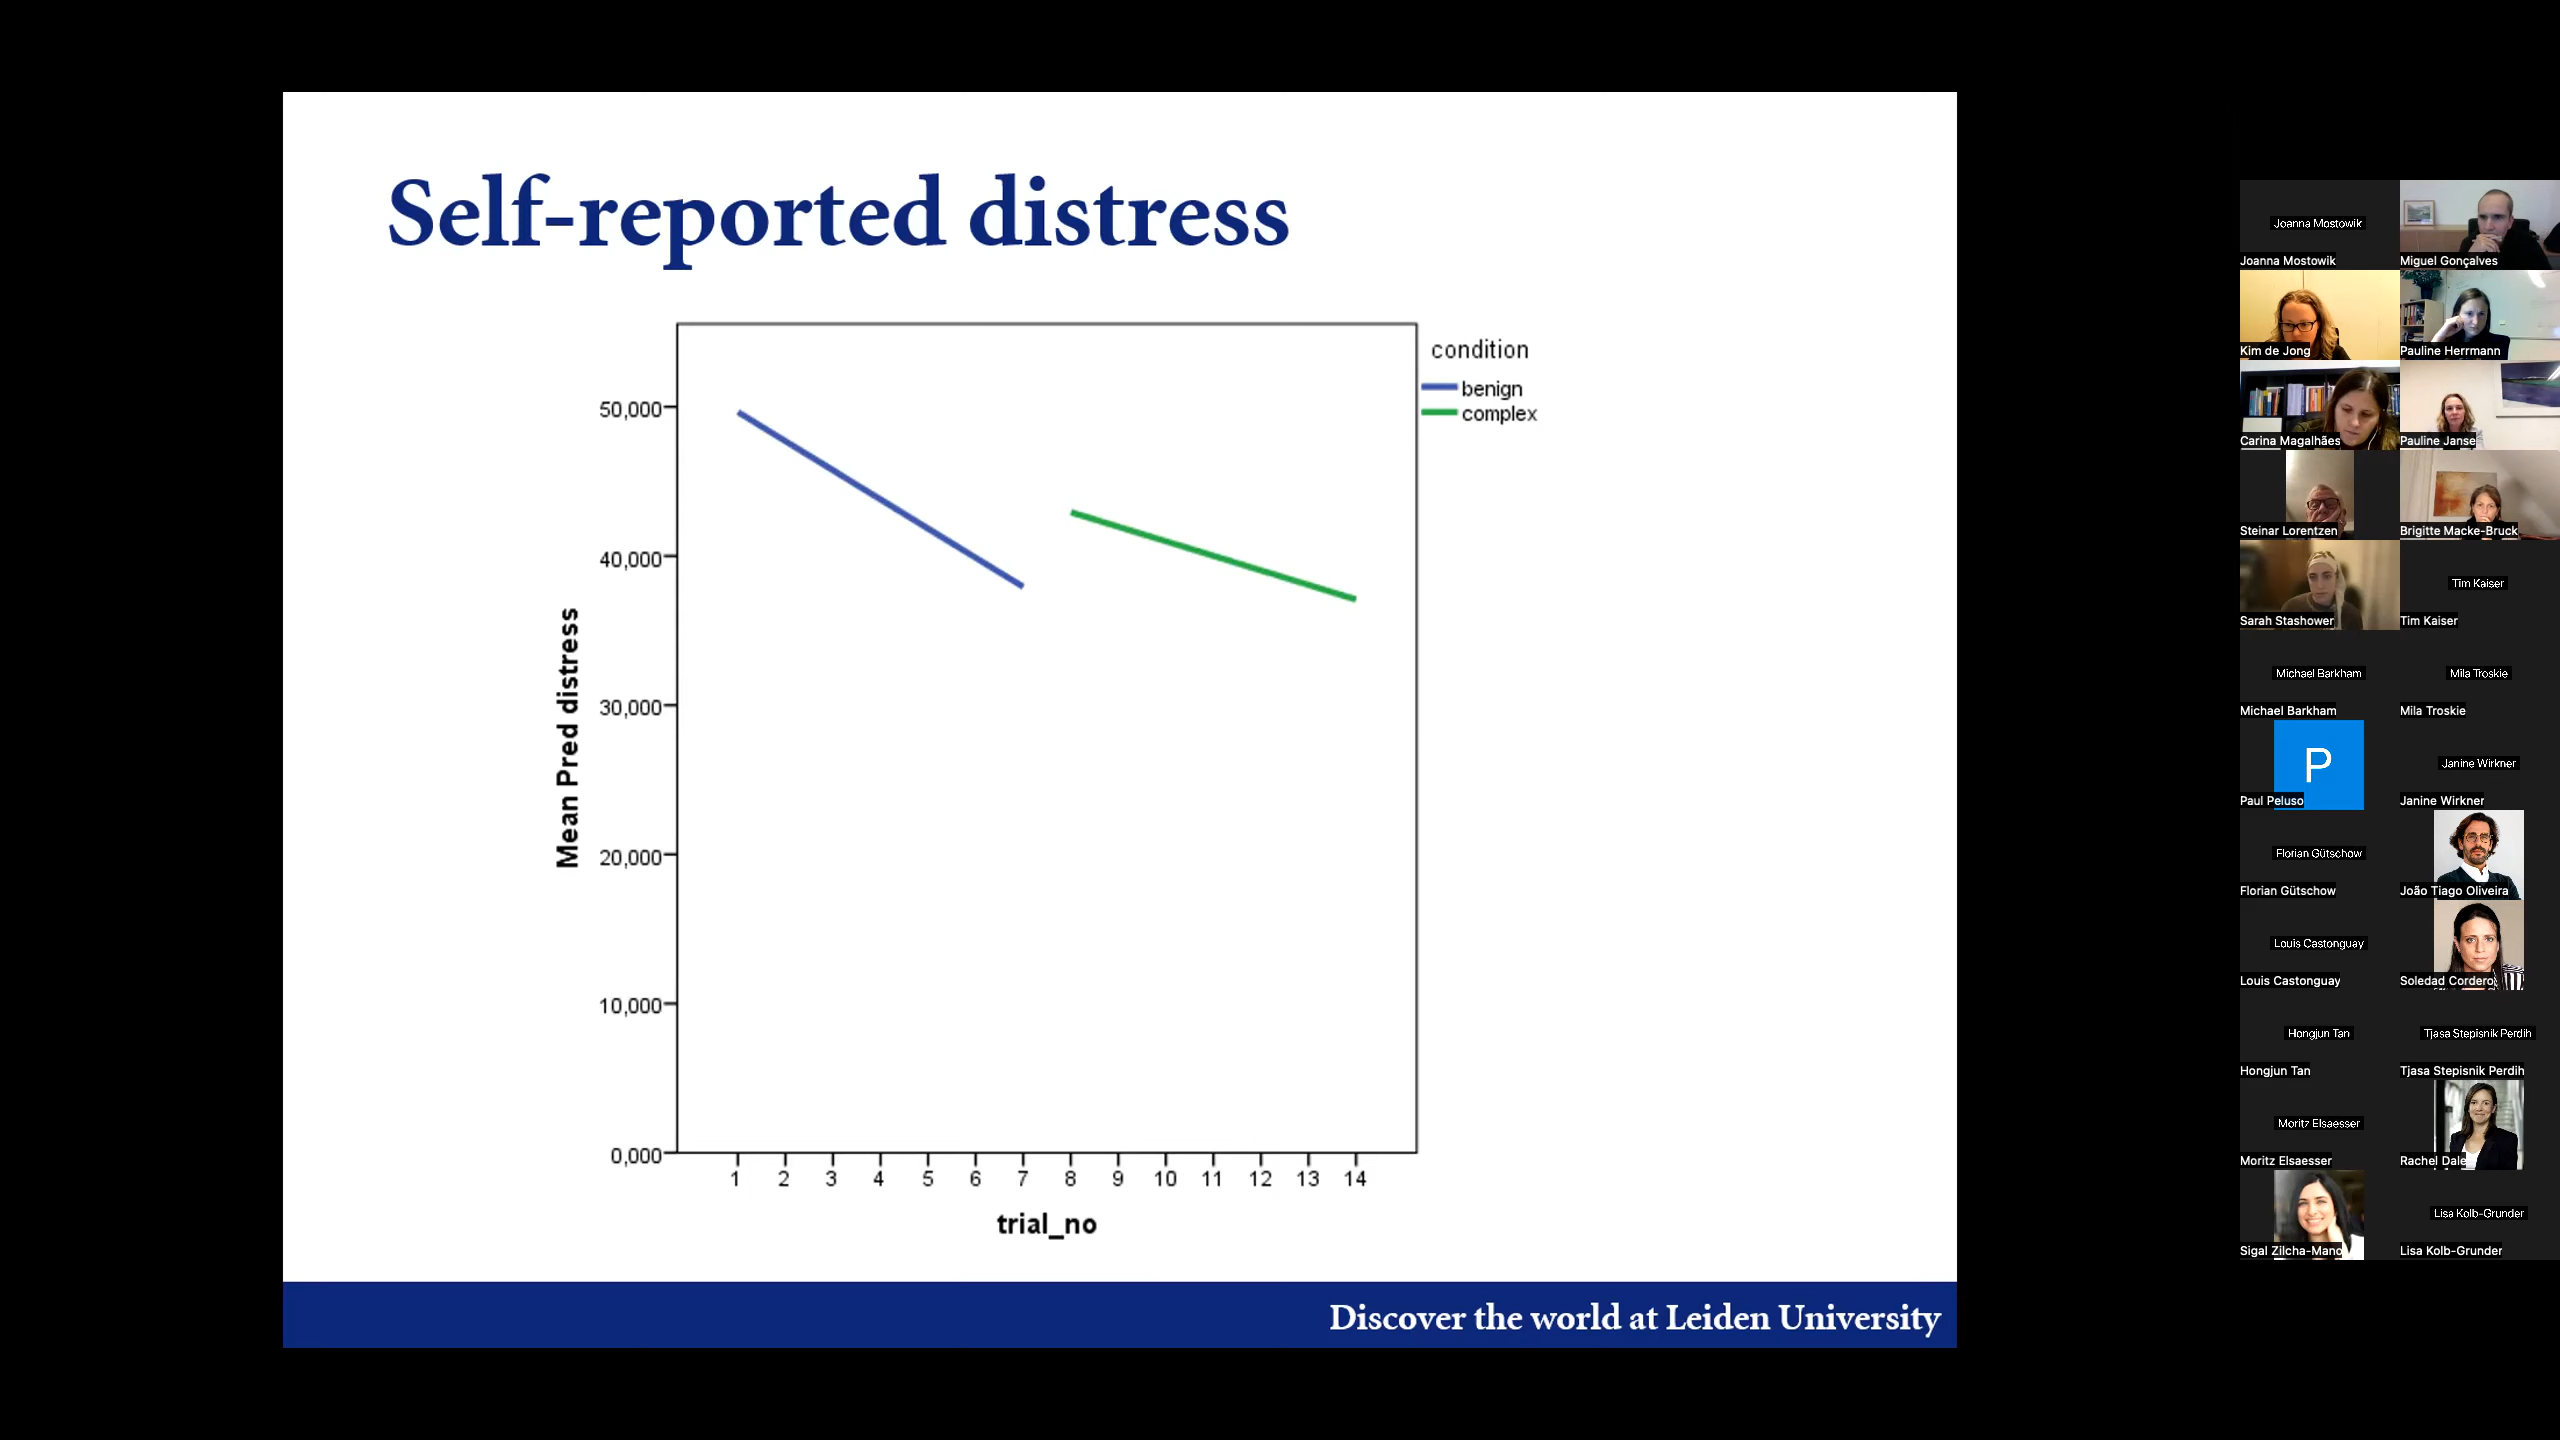 Self-reported distress
condition
benign
complex
50,000
40,000
30,000
20,000
10,000
0,000
Mean Pred distress
1 2 3 4 5 6 7 8 9 10 11 12 13 14
trial_no
Discover the world at Leiden University
Joanna Mostowik
Joanna Mostowik
Miguel Gonçalves
Kim de Jong
Pauline Herrmann
Carina Magalhães
Pauline Janse
Steinar Lorentzen
Brigitte Macke-Bruck
Sarah Stashower
Tim Kaiser
Tim Kaiser
Michael Barkham
Michael Barkham
Mila Troskie
Mila Troskie
P
Paul Peluso
Janine Wirkner
Janine Wirkner
Florian Gütschow
Florian Gütschow
João Tiago Oliveira
Louis Castonguay
Louis Castonguay
Soledad Cordero
Hongjun Tan
Hongjun Tan
Tjasa Stepisnik Perdih
Tjasa Stepisnik Perdih
Moritz Elsaesser
Moritz Elsaesser
Rachel Dale
Sigal Zilcha-Mano
Lisa Kolb-Grunder
Lisa Kolb-Grunder